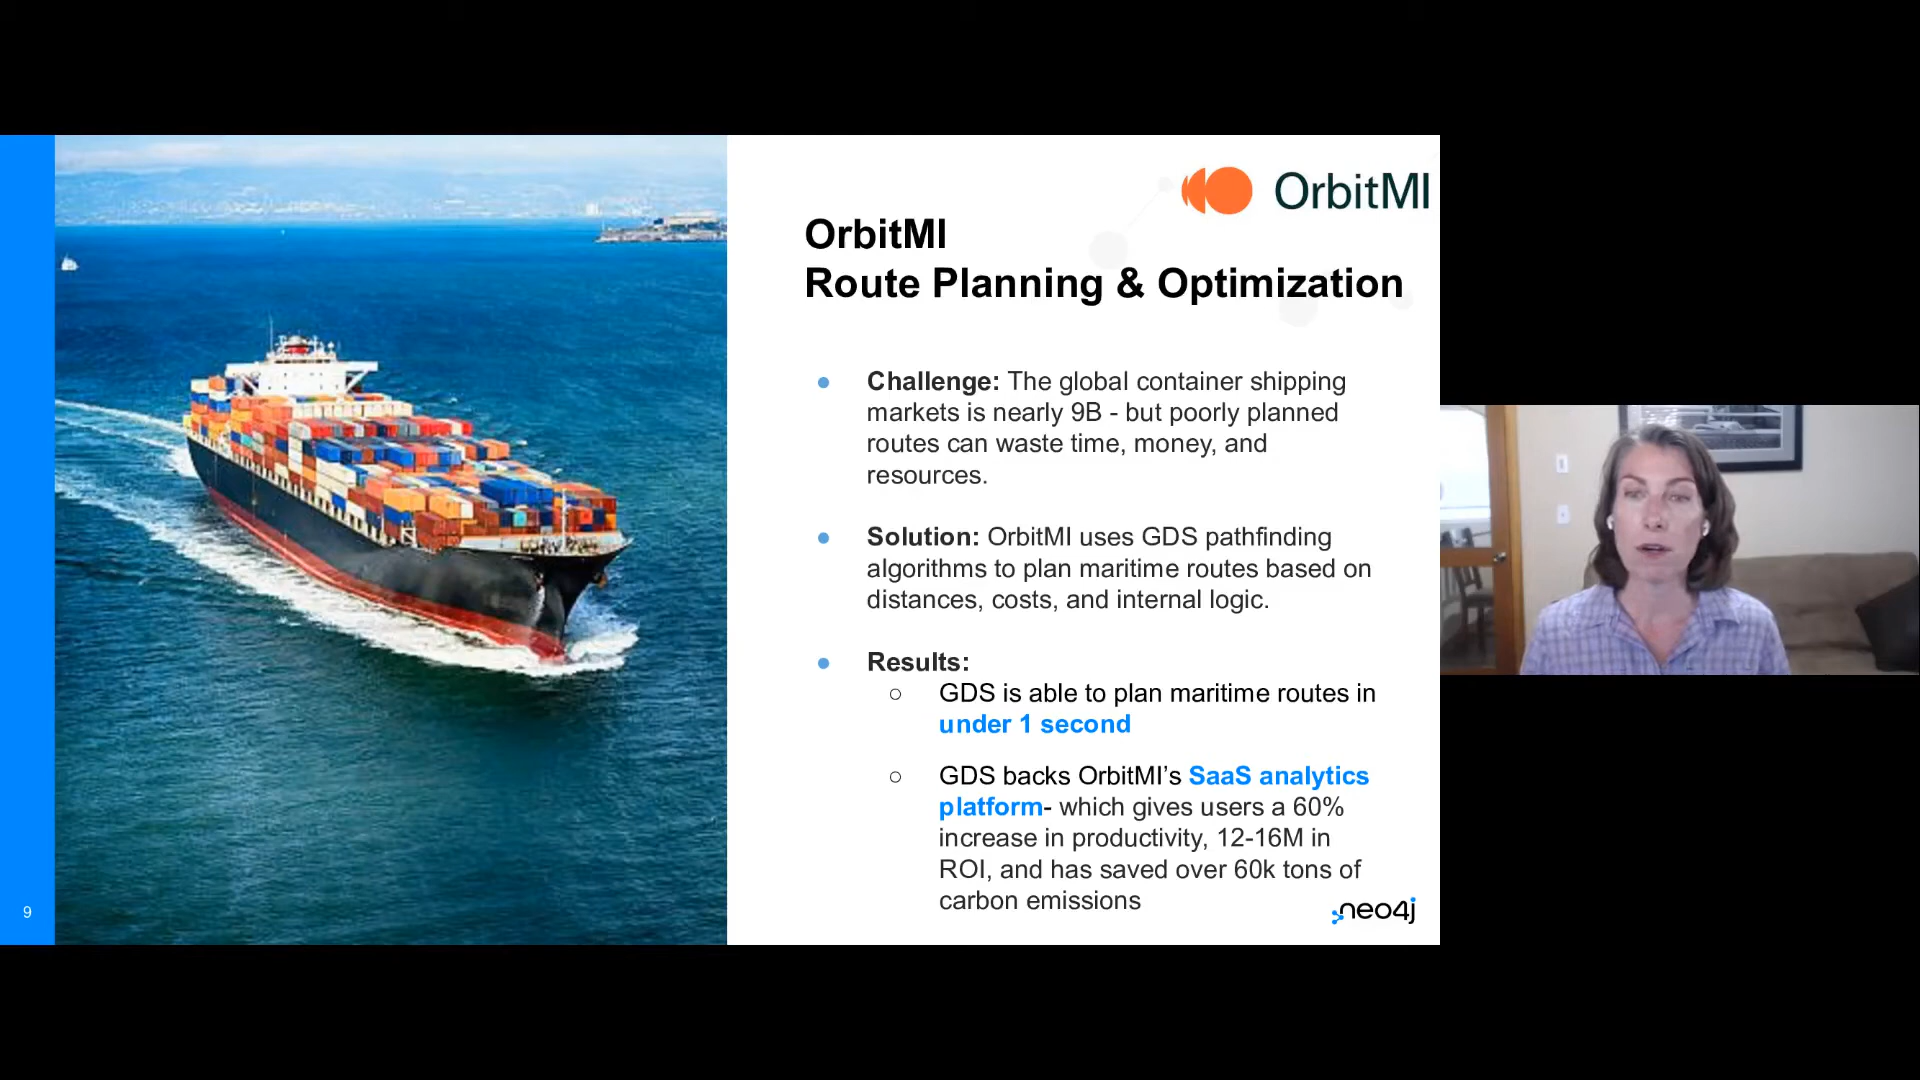 OrbitMI
OrbitMI
Route Planning & Optimization
● Challenge: The global container shipping
markets is nearly 9B - but poorly planned
routes can waste time, money, and
resources.
● Solution: OrbitMI uses GDS pathfinding
algorithms to plan maritime routes based on
distances, costs, and internal logic.
● Results:
○ GDS is able to plan maritime routes in
under 1 second
○ GDS backs OrbitMI’s SaaS analytics
platform- which gives users a 60%
increase in productivity, 12-16M in
ROI, and has saved over 60k tons of
carbon emissions
9
neo4j